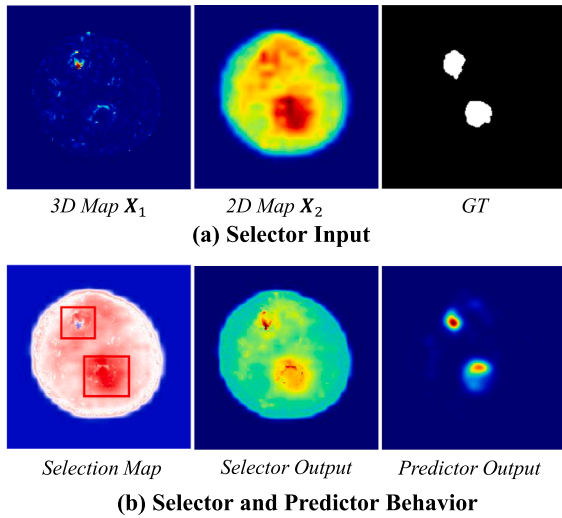 3D Map X₁ 2D Map X₂ GT
(a) Selector Input
Selection Map Selector Output Predictor Output
(b) Selector and Predictor Behavior